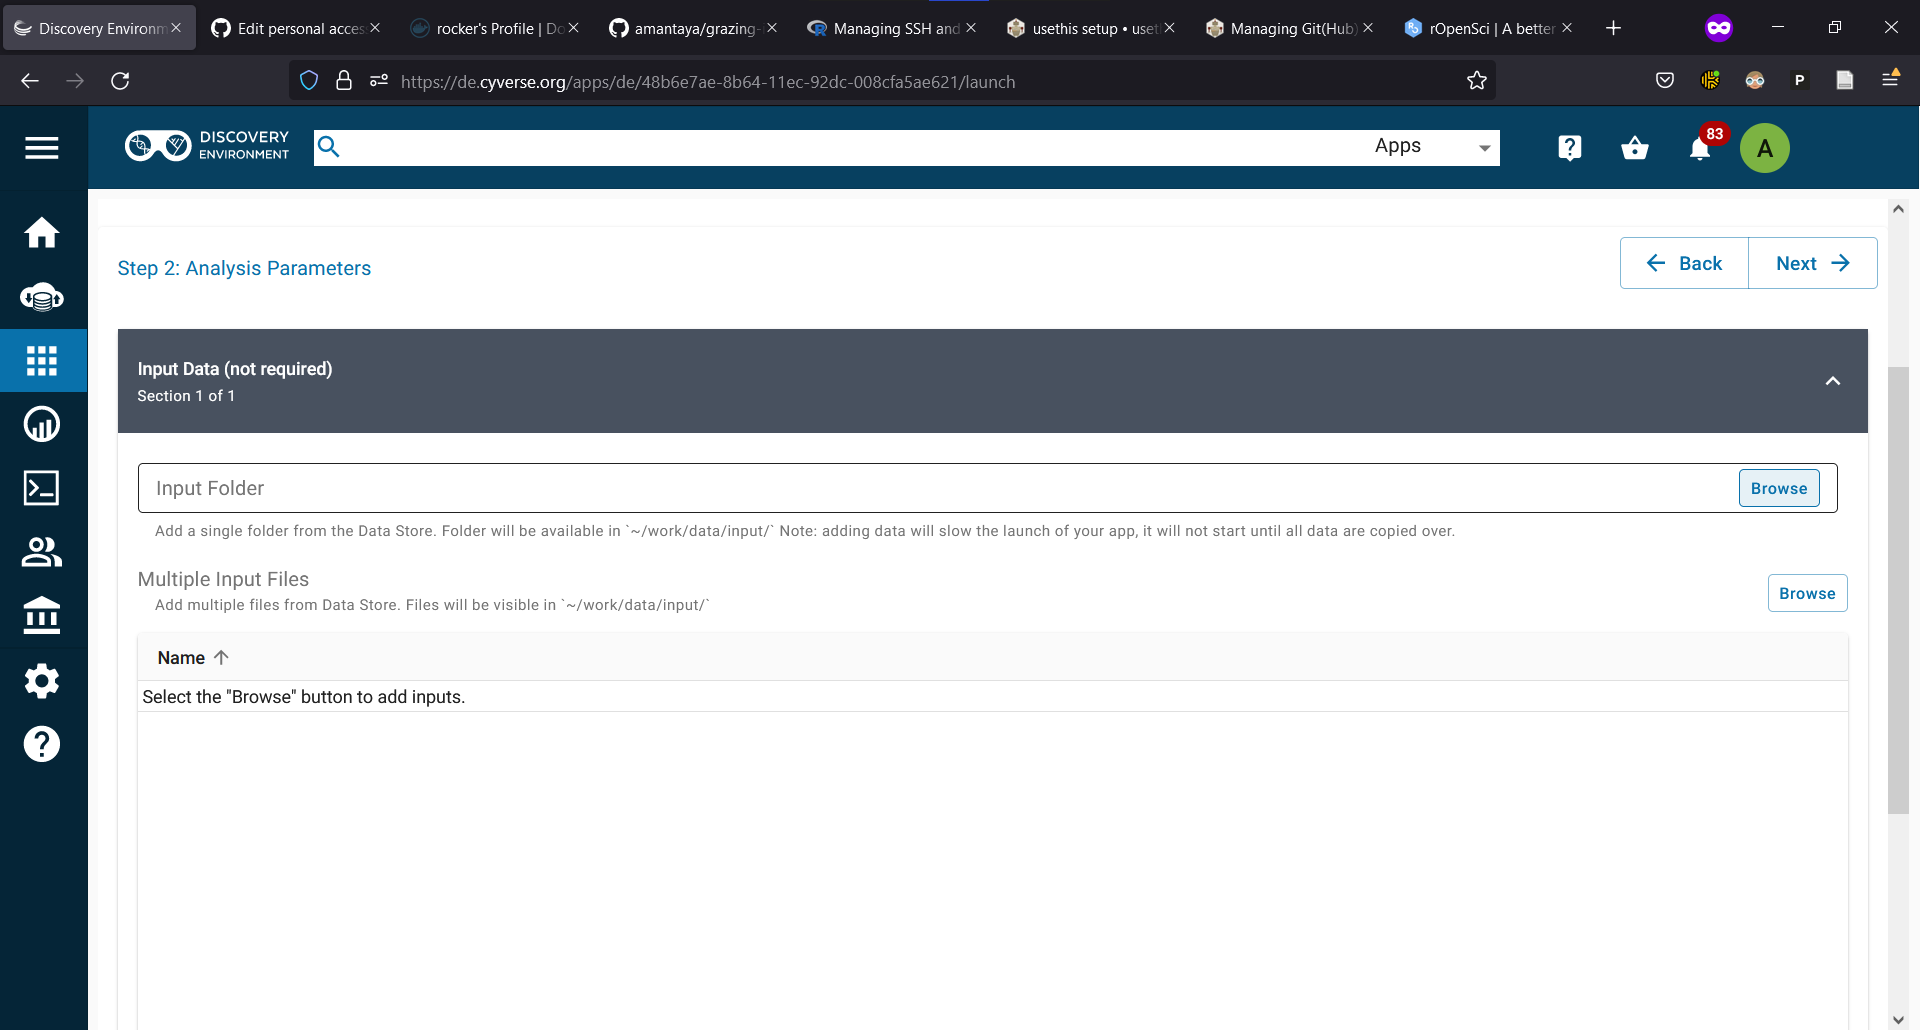 Discovery Environm
Edit personal acces
rocker's Profile | Do
amantaya/grazing-
Managing SSH and
usethis setup • uset
Managing Git(Hub)
rOpenSci | A better
https://de.cyverse.org/apps/de/48b6e7ae-8b64-11ec-92dc-008cfa5ae621/launch
P
DISCOVERY
ENVIRONMENT
Apps
83
A
Step 2: Analysis Parameters
Back
Next
Input Data (not required)
Section 1 of 1
Input Folder
Browse
Add a single folder from the Data Store. Folder will be available in `~/work/data/input/` Note: adding data will slow the launch of your app, it will not start until all data are copied over.
Multiple Input Files
Add multiple files from Data Store. Files will be visible in `~/work/data/input/`
Browse
Name
Select the "Browse" button to add inputs.